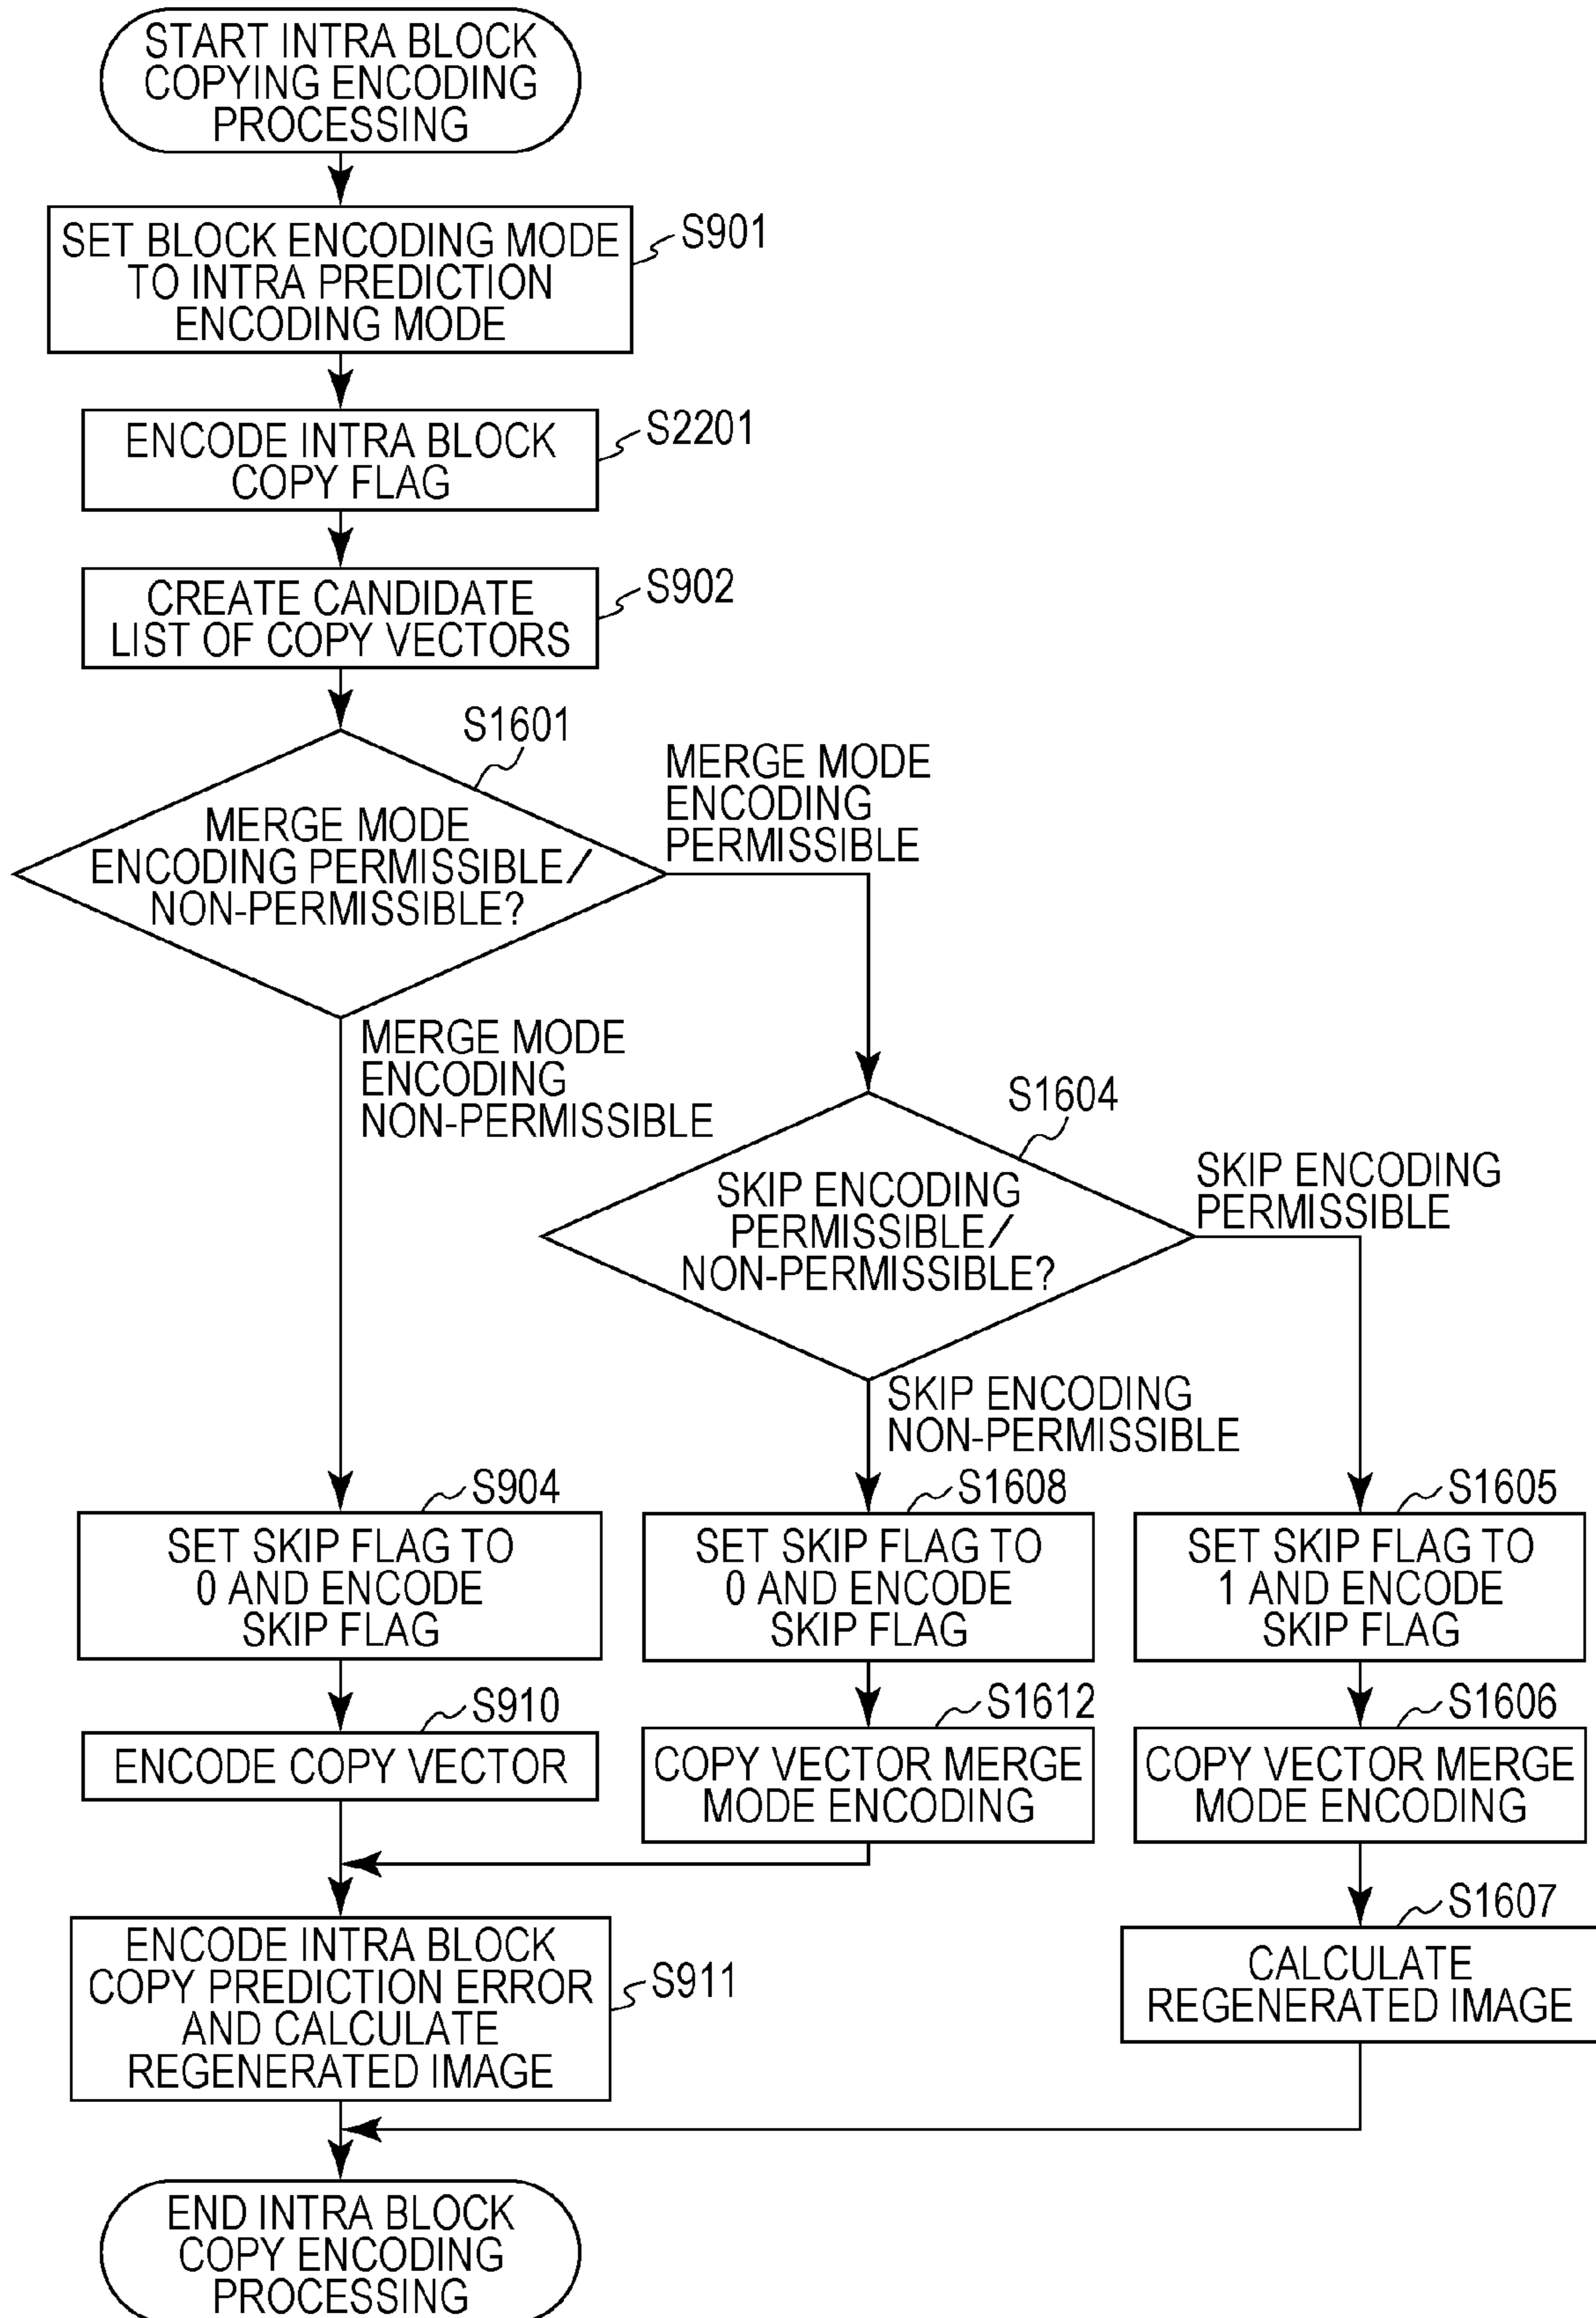 START INTRA BLOCK
COPYING ENCODING
PROCESSING
SET BLOCK ENCODING MODE
TO INTRA PREDICTION
ENCODING MODE
S901
ENCODE INTRA BLOCK
COPY FLAG
S2201
CREATE CANDIDATE
LIST OF COPY VECTORS
S902
S1601
MERGE MODE
ENCODING PERMISSIBLE/
NON-PERMISSIBLE?
MERGE MODE
ENCODING
PERMISSIBLE
MERGE MODE
ENCODING
NON-PERMISSIBLE
S1604
SKIP ENCODING
PERMISSIBLE/
NON-PERMISSIBLE?
SKIP ENCODING
PERMISSIBLE
SKIP ENCODING
NON-PERMISSIBLE
S904
SET SKIP FLAG TO
0 AND ENCODE
SKIP FLAG
S1608
SET SKIP FLAG TO
0 AND ENCODE
SKIP FLAG
S1605
SET SKIP FLAG TO
1 AND ENCODE
SKIP FLAG
S910
ENCODE COPY VECTOR
S1612
COPY VECTOR MERGE
MODE ENCODING
S1606
COPY VECTOR MERGE
MODE ENCODING
ENCODE INTRA BLOCK
COPY PREDICTION ERROR
AND CALCULATE
REGENERATED IMAGE
S911
S1607
CALCULATE
REGENERATED IMAGE
END INTRA BLOCK
COPY ENCODING
PROCESSING